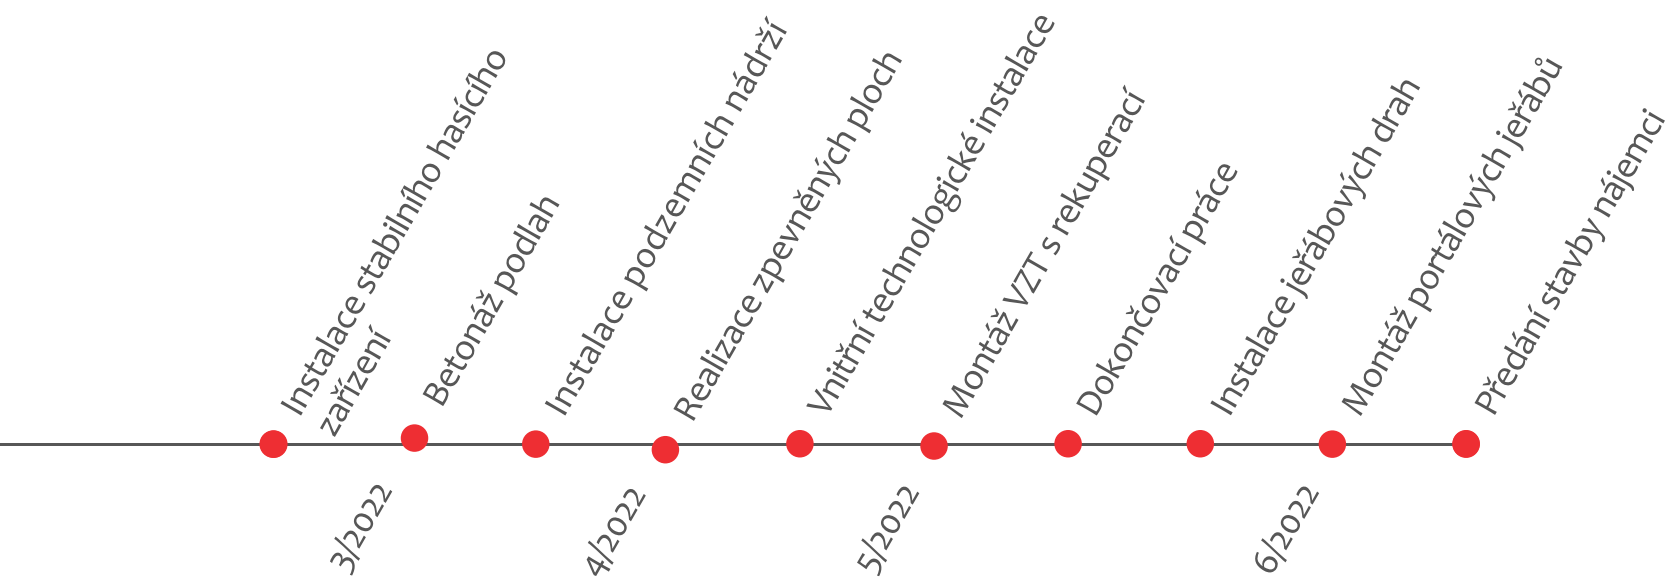 Instalace stabilního hasícího
zařízení
Betonáž podlah
Instalace podzemních nádrží
Realizace zpevněných ploch
Vnitřní technologické instalace
Montáž VZT s rekuperací
Dokončovací práce
Instalace jeřábových drah
Montáž portálových jeřábů
Předání stavby nájemci
3/2022
4/2022
5/2022
6/2022